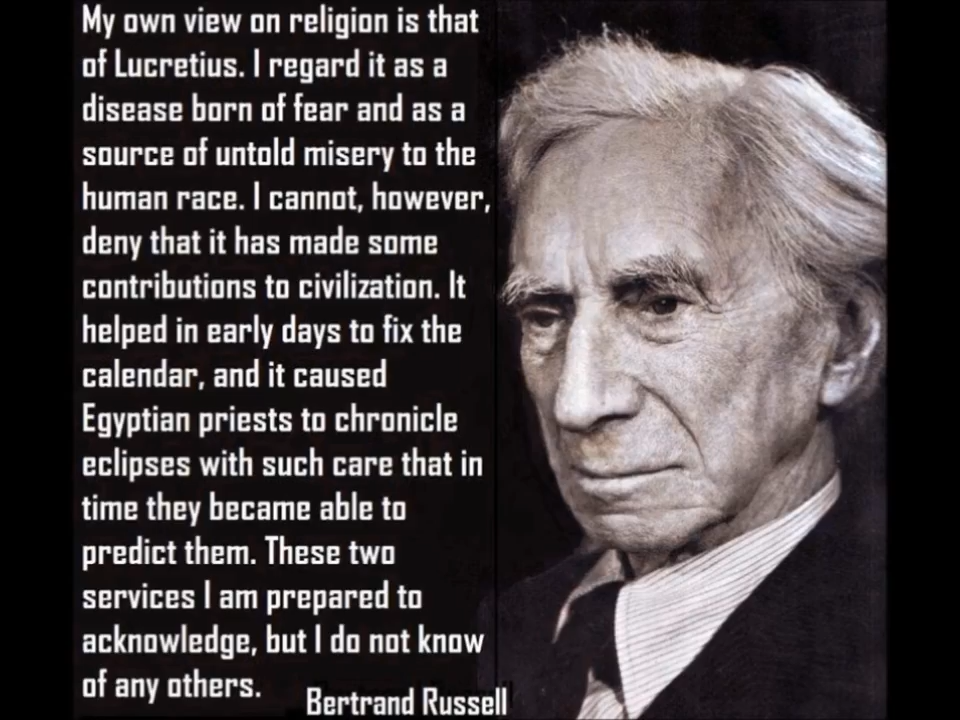 My own view on religion is that
of Lucretius. I regard it as a
disease born of fear and as a
source of untold misery to the
human race. I cannot, however,
deny that it has made some
contributions to civilization. It
helped in early days to fix the
calendar, and it caused
Egyptian priests to chronicle
eclipses with such care that in
time they became able to
predict them. These two
services I am prepared to
acknowledge, but I do not know
of any others.
Bertrand Russell